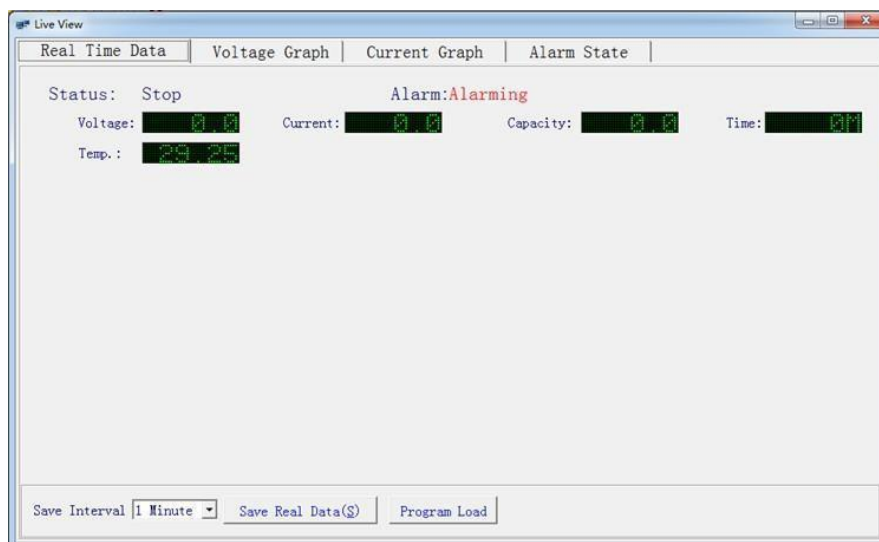 Live View
Real Time Data Voltage Graph Current Graph Alarm State
Status: Stop Alarm:Alarming
Voltage: 0.0 Current: 0.0 Capacity: 0.0 Time: 0M
Temp.: 29.25
Save Interval 1 Minute Save Real Data(S) Program Load